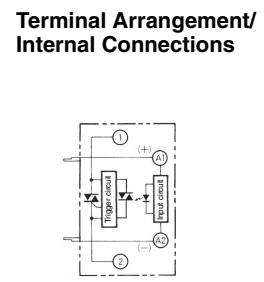 Terminal Arrangement/
Internal Connections
1
(+)
A1
Trigger circuit
Input circuit
A2
(−)
2